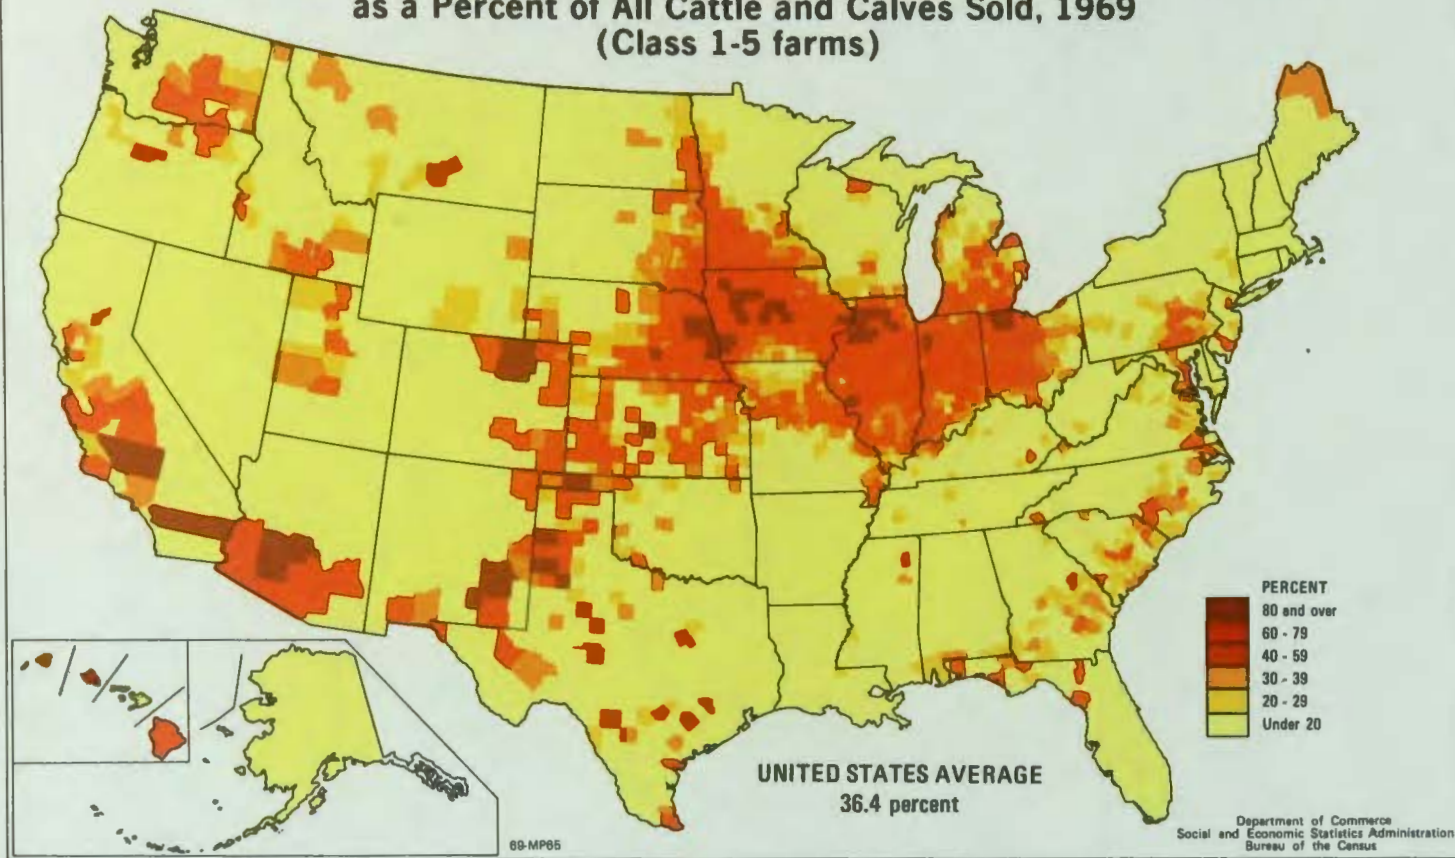 as a Percent of All Cattle and Calves Sold, 1969
(Class 1-5 farms)
PERCENT
80 and over
60 - 79
40 - 59
30 - 39
20 - 29
Under 20
UNITED STATES AVERAGE
36.4 percent
69-MP65
Department of Commerce
Social and Economic Statistics Administration
Bureau of the Census